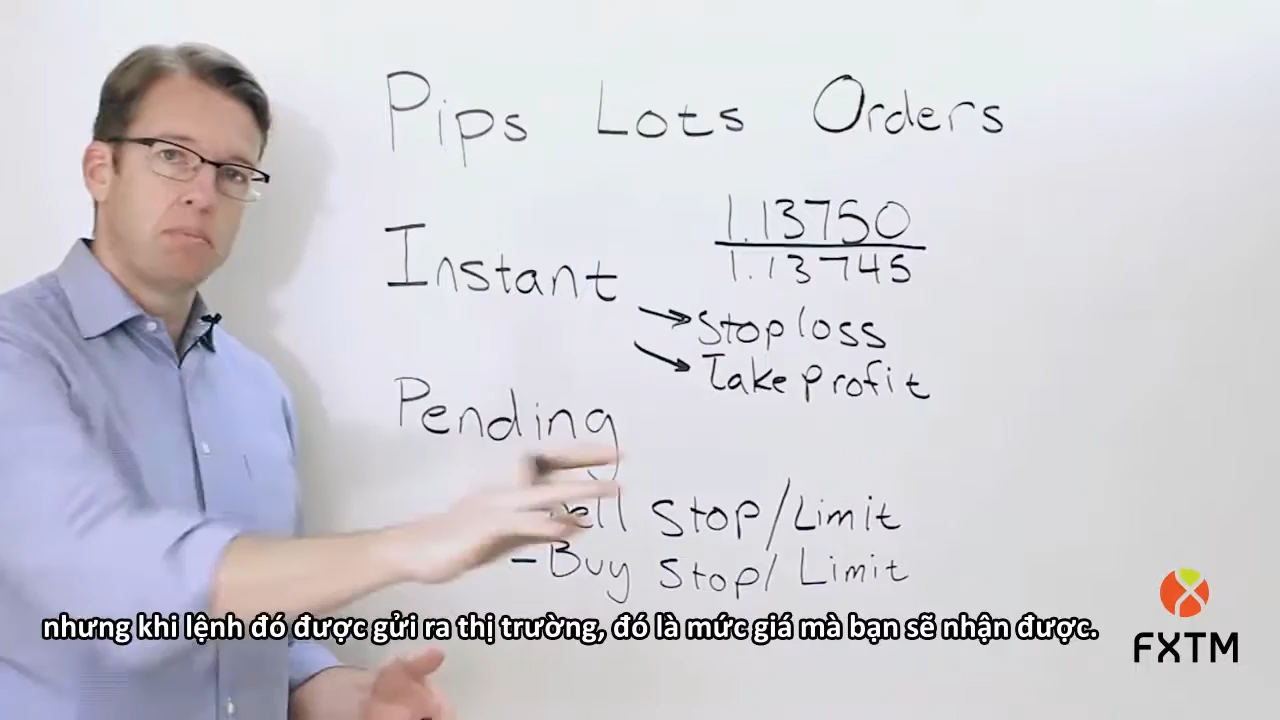 Pips Lots Orders
Instant
1.13750
1.13745
Stop loss
Take profit
Pending
Stop/Limit
- Buy Stop/Limit
nhưng khi lệnh đó được gửi ra thị trường, đó là mức giá mà bạn sẽ nhận được.
FXTM